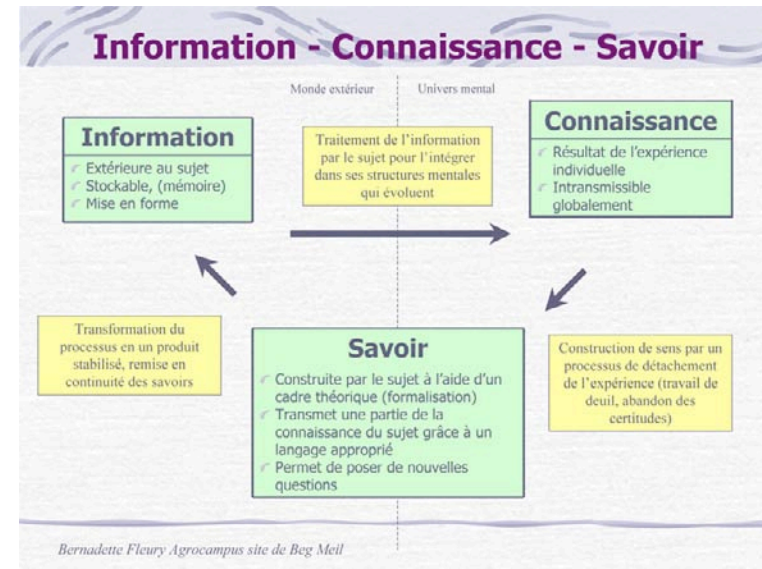 Information - Connaissance - Savoir
Monde extérieur
Univers mental
Information
Extérieure au sujet
Stockable, (mémoire)
Mise en forme
Traitement de l'information
par le sujet pour l'intégrer
dans ses structures mentales
qui évoluent
Connaissance
Résultat de l'expérience
individuelle
Intransmissible
globalement
Transformation du
processus en un produit
stabilisé, remise en
continuité des savoirs
Savoir
Construite par le sujet à l'aide d'un
cadre théorique (formalisation)
Transmet une partie de la
connaissance du sujet grâce à un
langage approprié
Permet de poser de nouvelles
questions
Construction de sens par un
processus de détachement
de l'expérience (travail de
deuil, abandon des
certitudes)
Bernadette Fleury Agrocampus site de Beg Meil